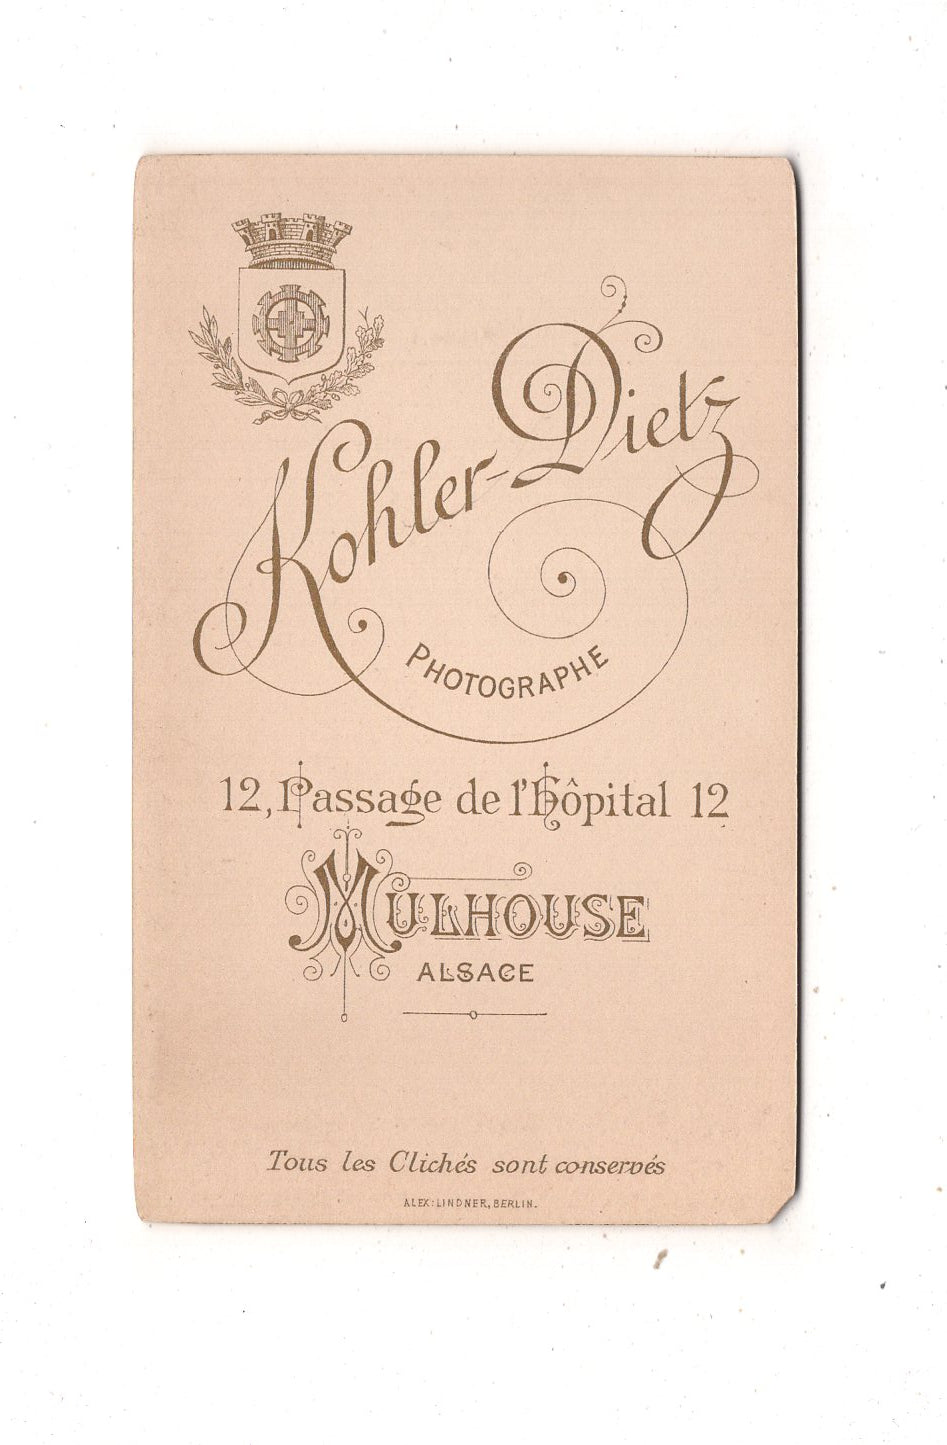 Kohler-Dietz
PHOTOGRAPHE
12, Passage de l'Hôpital 12
MULHOUSE
ALSACE
Tous les Clichés sont conservés
ALEX: LINDNER, BERLIN.